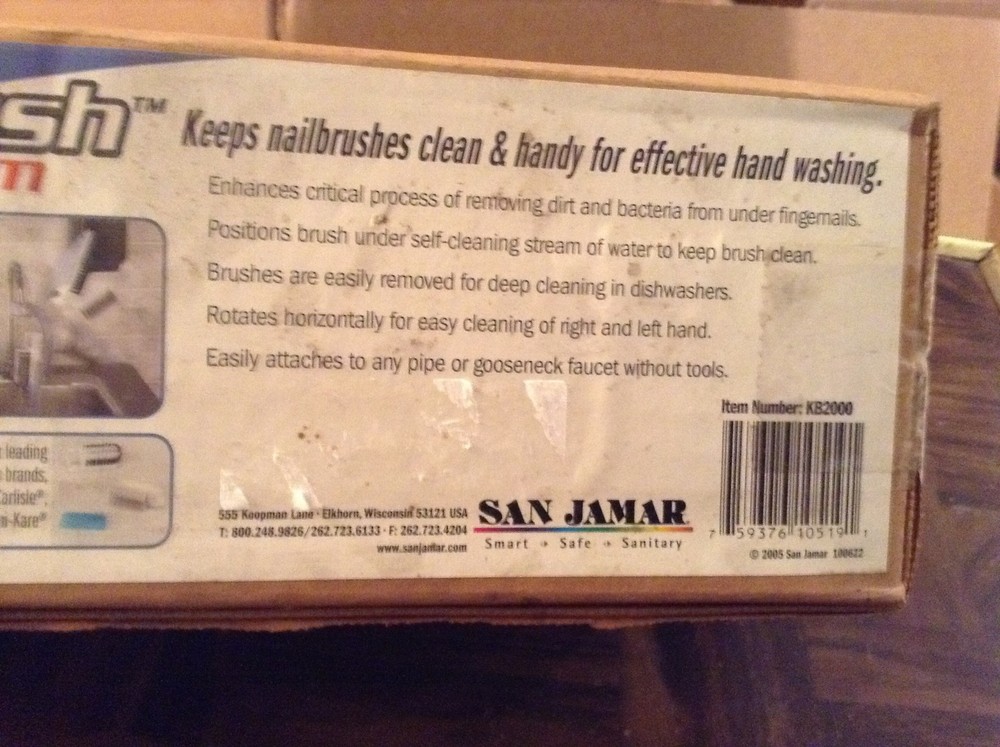 sh™
m
Keeps nailbrushes clean & handy for effective hand washing.
Enhances critical process of removing dirt and bacteria from under fingernails.
Positions brush under self-cleaning stream of water to keep brush clean.
Brushes are easily removed for deep cleaning in dishwashers.
Rotates horizontally for easy cleaning of right and left hand.
Easily attaches to any pipe or gooseneck faucet without tools.
leading
brands,
Carlisle®,
n-Kare®
555 Koopman Lane · Elkhorn, Wisconsin 53121 USA
T: 800.248.9826/262.723.6133 · F: 262.723.4204
www.sanjamar.com
SAN JAMAR
Smart Safe Sanitary
Item Number: KB2000
7 59376 10519 1
© 2005 San Jamar 100622